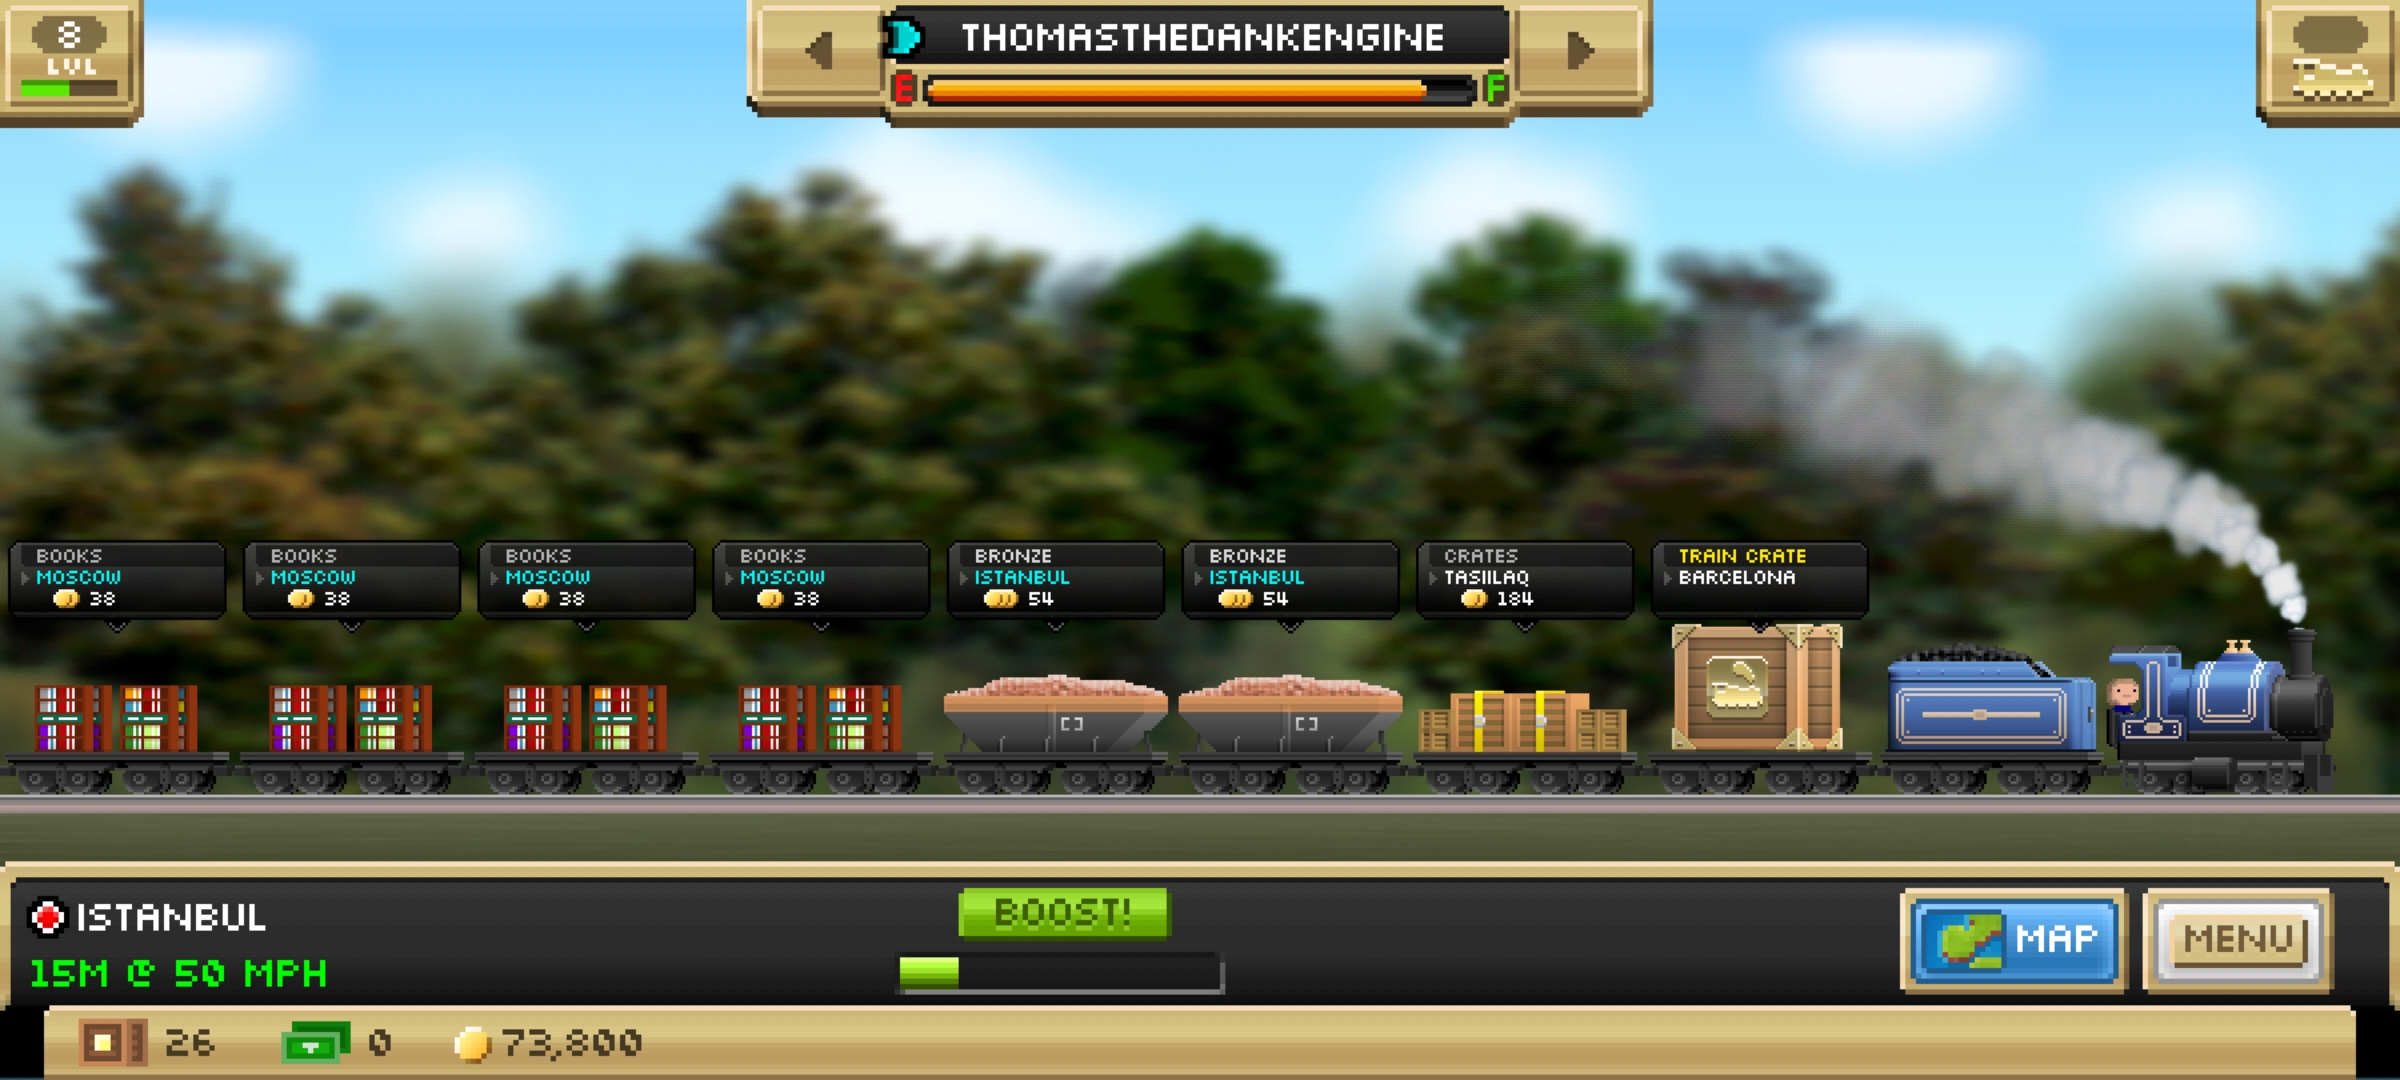 8
LVL
THOMASTHEDANKENGINE
E F
BOOKS
MOSCOW
38
BOOKS
MOSCOW
38
BOOKS
MOSCOW
38
BOOKS
MOSCOW
38
BRONZE
ISTANBUL
54
BRONZE
ISTANBUL
54
CRATES
TASIILAQ
184
TRAIN CRATE
BARCELONA
ISTANBUL
15M @ 50 MPH
BOOST!
MAP
MENU
26
0
73,800